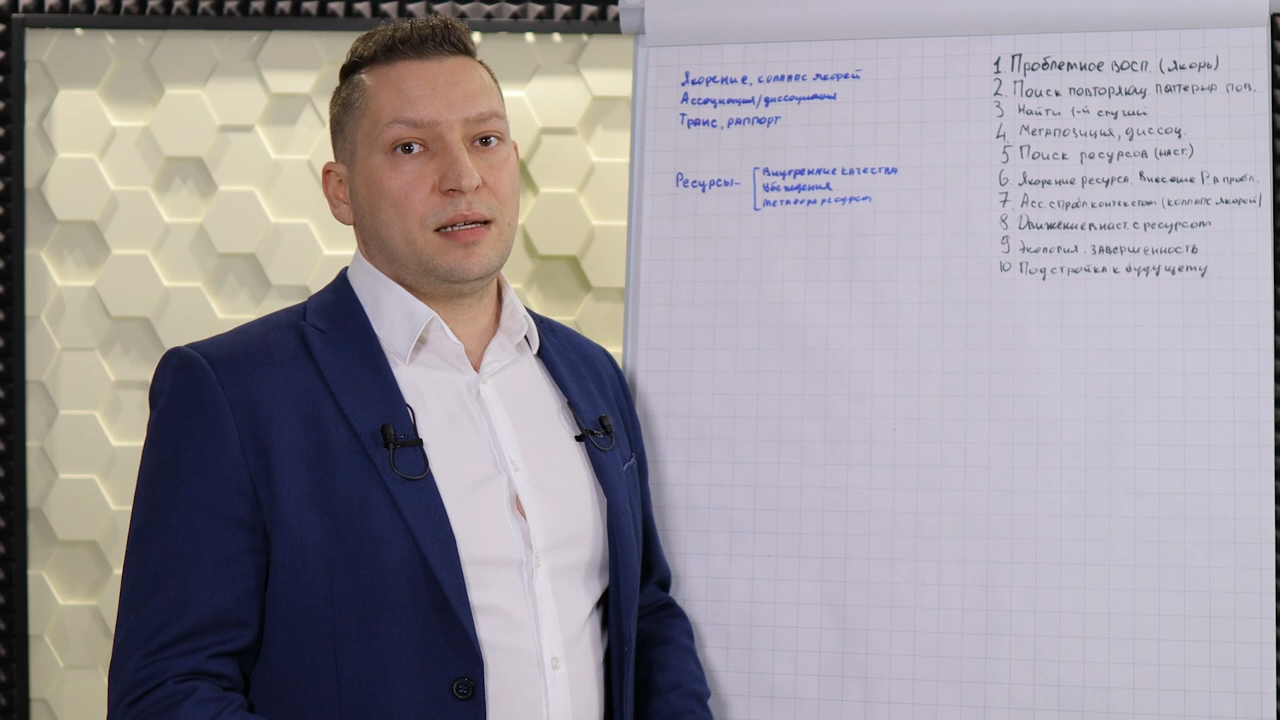 Якорение, коллапс якорей
Ассоциация/диссоциация
Транс, раппорт
Ресурсы-
Внутренние качества
Убеждения
Метафора ресурсов
1. Проблемное восп. (якорь)
2. Поиск повторяющ. паттерна пов.
3 Найти 1-й случай
4. Метапозиция, диссоц.
5 Поиск ресурсов (наст.)
6. Якорение ресурса. Внесение Р. в пробл.
7. Асс. с пробл. контекстом (коллапс якорей)
8 Движение в наст. с ресурсом
9 Экология. Завершенность
10 Подстройка к будущему